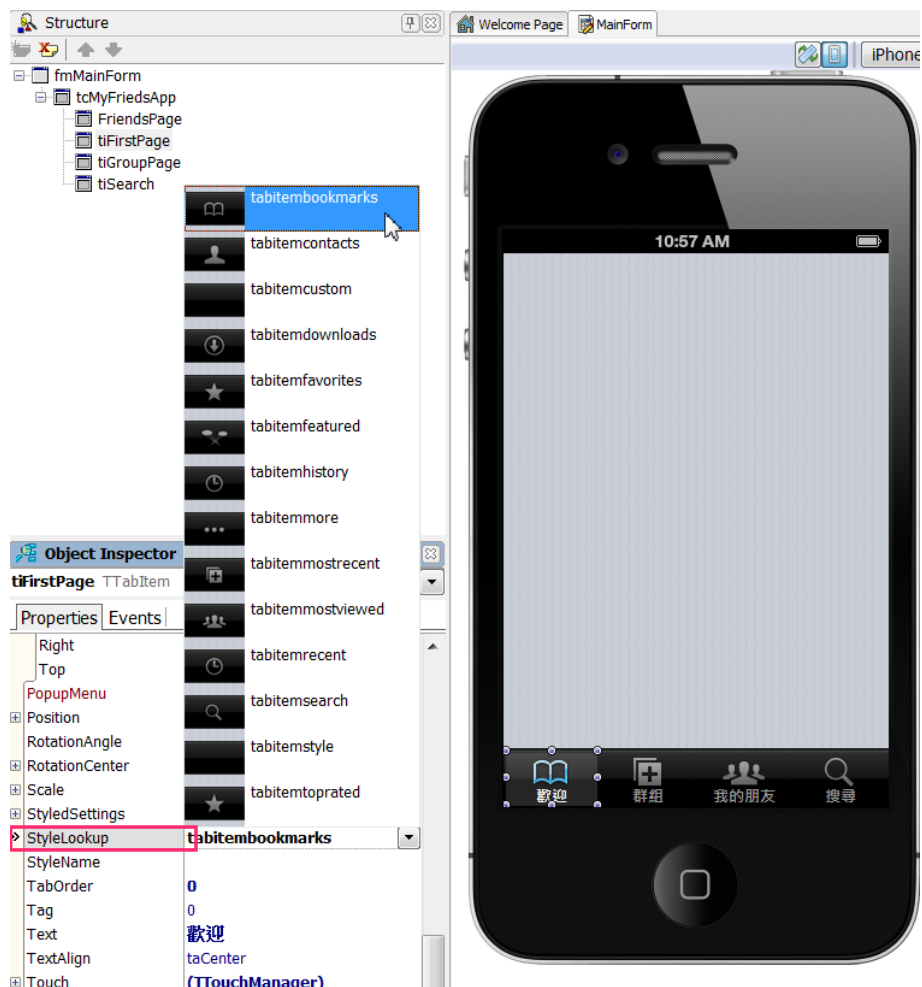 Structure
Welcome Page
MainForm
iPhone
fmMainForm
tcMyFriedsApp
FriendsPage
tiFirstPage
tiGroupPage
tiSearch
tabitembookmarks
tabitemcontacts
tabitemcustom
tabitemdownloads
tabitemfavorites
tabitemfeatured
tabitemhistory
tabitemmore
tabitemmostrecent
tabitemmostviewed
tabitemrecent
tabitemsearch
tabitemstyle
tabitemtoprated
Object Inspector
tiFirstPage TTabItem
Properties Events
Right
Top
PopupMenu
Position
RotationAngle
RotationCenter
Scale
StyledSettings
StyleLookup tabitembookmarks
StyleName
TabOrder 0
Tag 0
Text 歡迎
TextAlign taCenter
Touch (TTouchManager)
10:57 AM
歡迎 群組 我的朋友 搜尋